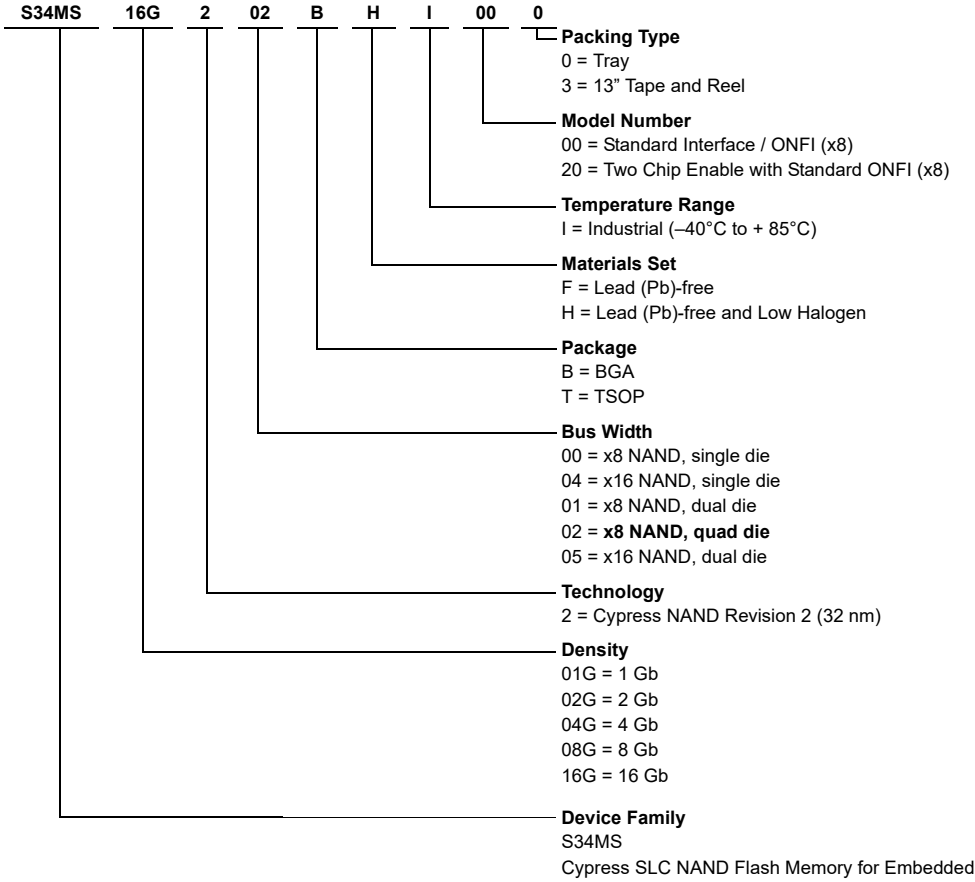 S34MS 16G 2 02 B H I 00 0
Packing Type
0 = Tray
3 = 13” Tape and Reel
Model Number
00 = Standard Interface / ONFI (x8)
20 = Two Chip Enable with Standard ONFI (x8)
Temperature Range
I = Industrial (–40°C to + 85°C)
Materials Set
F = Lead (Pb)-free
H = Lead (Pb)-free and Low Halogen
Package
B = BGA
T = TSOP
Bus Width
00 = x8 NAND, single die
04 = x16 NAND, single die
01 = x8 NAND, dual die
02 = x8 NAND, quad die
05 = x16 NAND, dual die
Technology
2 = Cypress NAND Revision 2 (32 nm)
Density
01G = 1 Gb
02G = 2 Gb
04G = 4 Gb
08G = 8 Gb
16G = 16 Gb
Device Family
S34MS
Cypress SLC NAND Flash Memory for Embedded